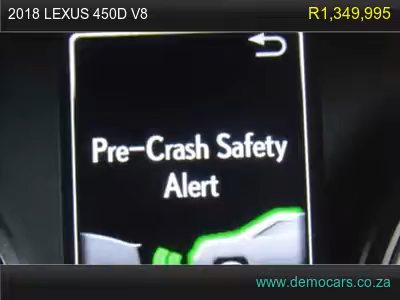 2018 LEXUS 450D V8 R1,349,995
Pre-Crash Safety
Alert
www.democars.co.za